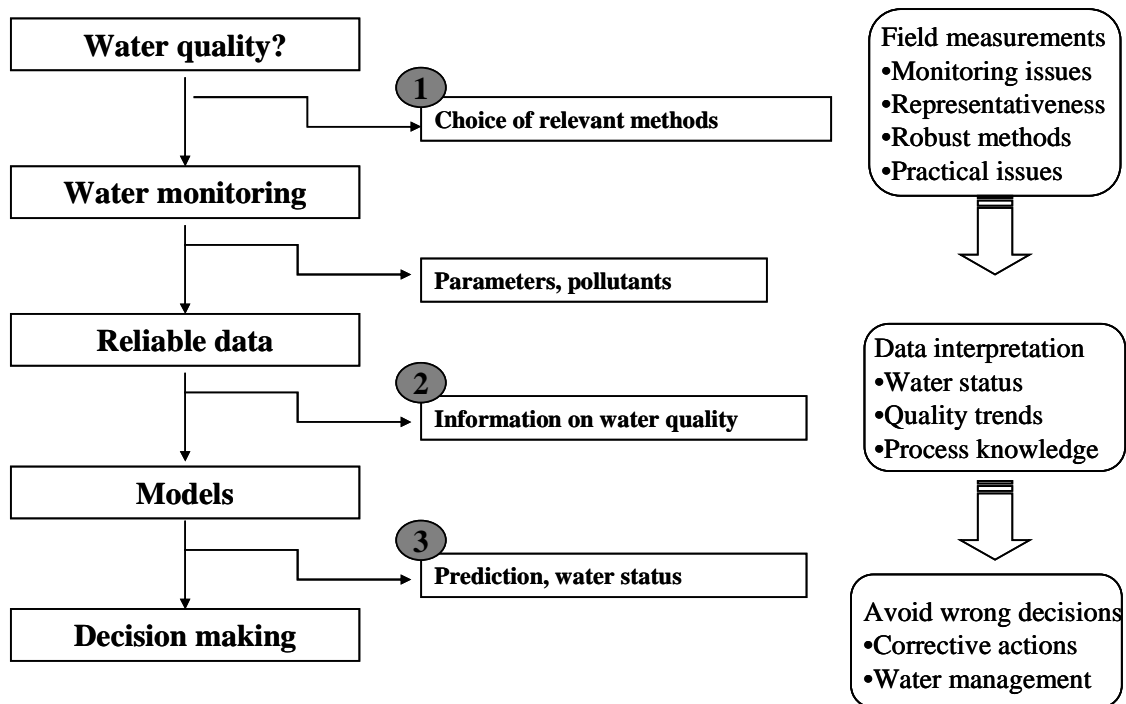 Water quality?
1
Choice of relevant methods
Water monitoring
Parameters, pollutants
Reliable data
2
Information on water quality
Models
3
Prediction, water status
Decision making
Field measurements
•Monitoring issues
•Representativeness
•Robust methods
•Practical issues
Data interpretation
•Water status
•Quality trends
•Process knowledge
Avoid wrong decisions
•Corrective actions
•Water management